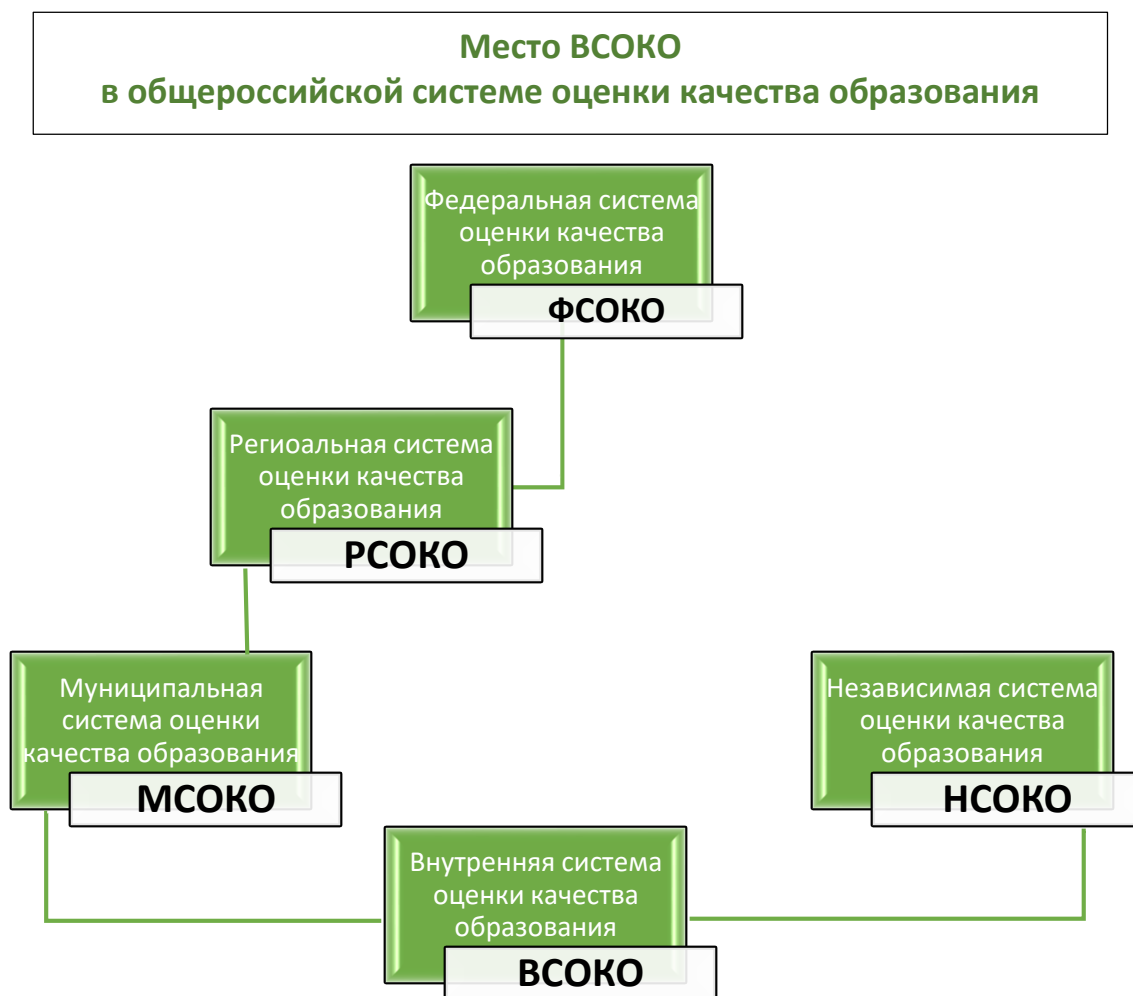 Место ВСОКО
в общероссийской системе оценки качества образования
Федеральная система
оценки качества
образования
ФСОКО
Региоальная система
оценки качества
образования
РСОКО
Муниципальная
система оценки
качества образования
МСОКО
Независимая система
оценки качества
образования
НСОКО
Внутренняя система
оценки качества
образования
ВСОКО